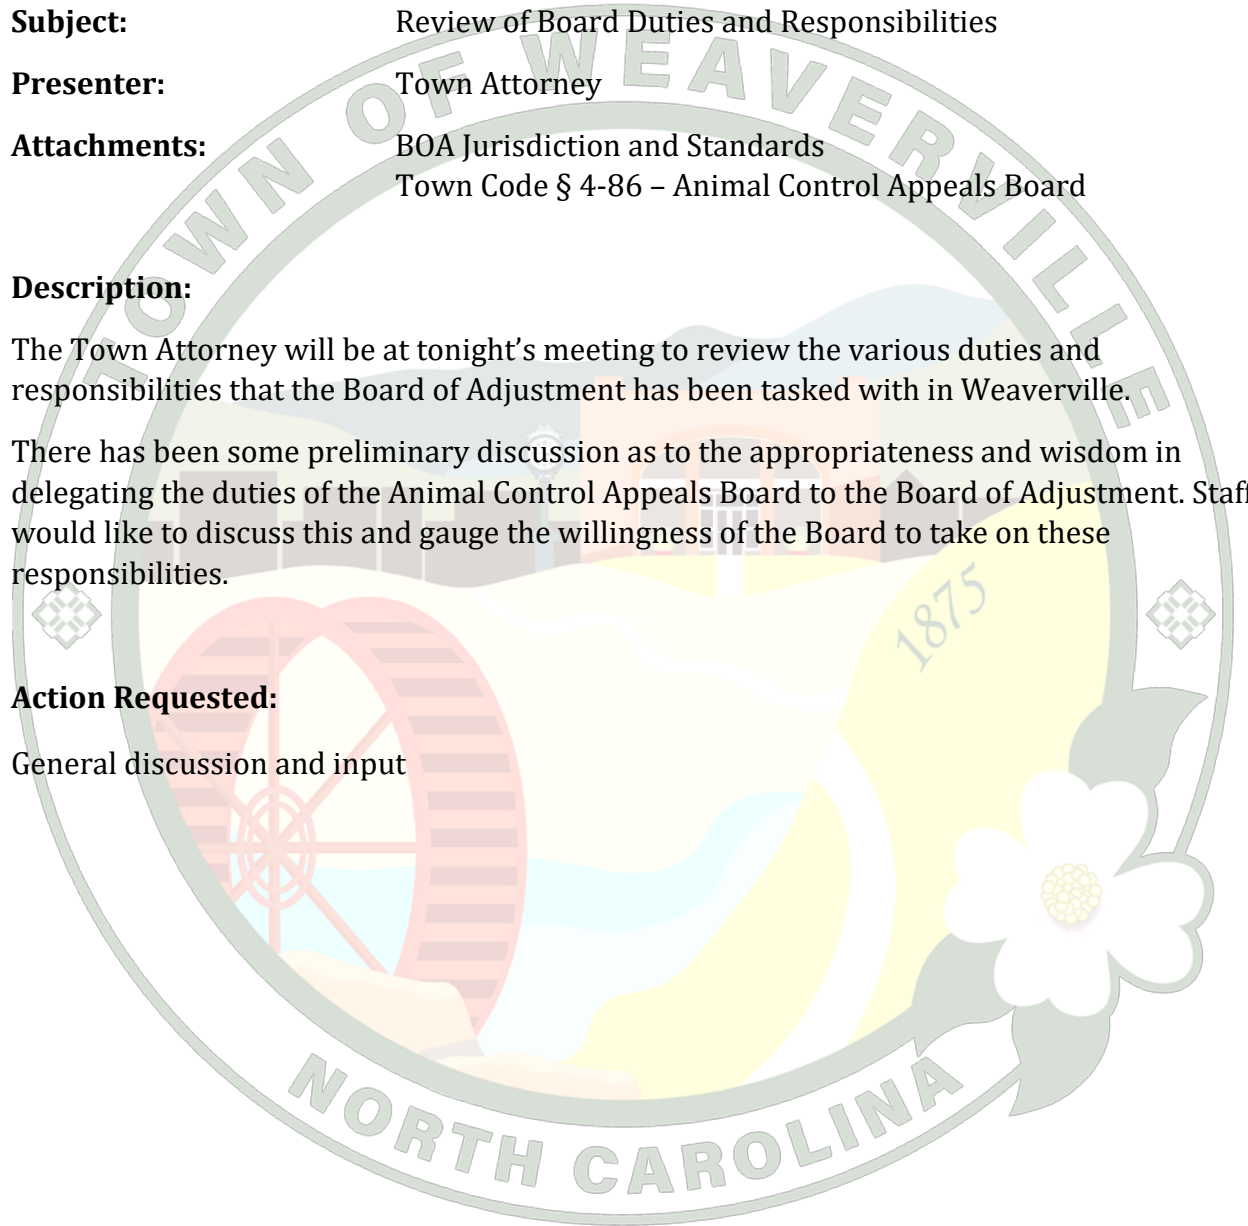 Subject: Review of Board Duties and Responsibilities
Presenter: Town Attorney
Attachments: BOA Jurisdiction and Standards
Town Code § 4-86 – Animal Control Appeals Board
Description:
The Town Attorney will be at tonight's meeting to review the various duties and
responsibilities that the Board of Adjustment has been tasked with in Weaverville.
There has been some preliminary discussion as to the appropriateness and wisdom in
delegating the duties of the Animal Control Appeals Board to the Board of Adjustment. Staff
would like to discuss this and gauge the willingness of the Board to take on these
responsibilities.
Action Requested:
General discussion and input
TOWN OF WEAVERVILLE
1875
NORTH CAROLINA